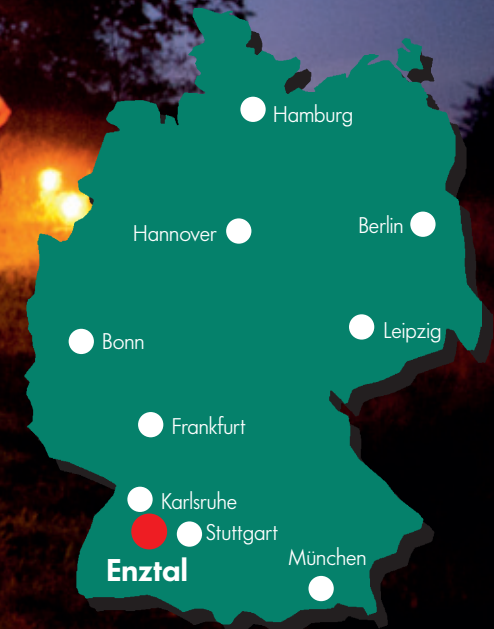 Hamburg
Hannover
Berlin
Leipzig
Bonn
Frankfurt
Karlsruhe
Stuttgart
Enztal
München